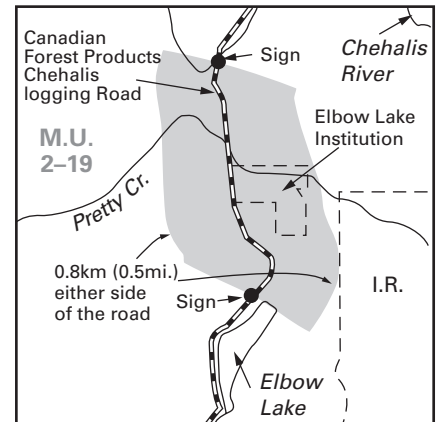 Canadian
Forest Products
Chehalis
logging Road
Sign
Chehalis
River
Elbow Lake
Institution
M.U.
2–19
Pretty Cr.
0.8km (0.5mi.)
either side
of the road
Sign
I.R.
Elbow
Lake